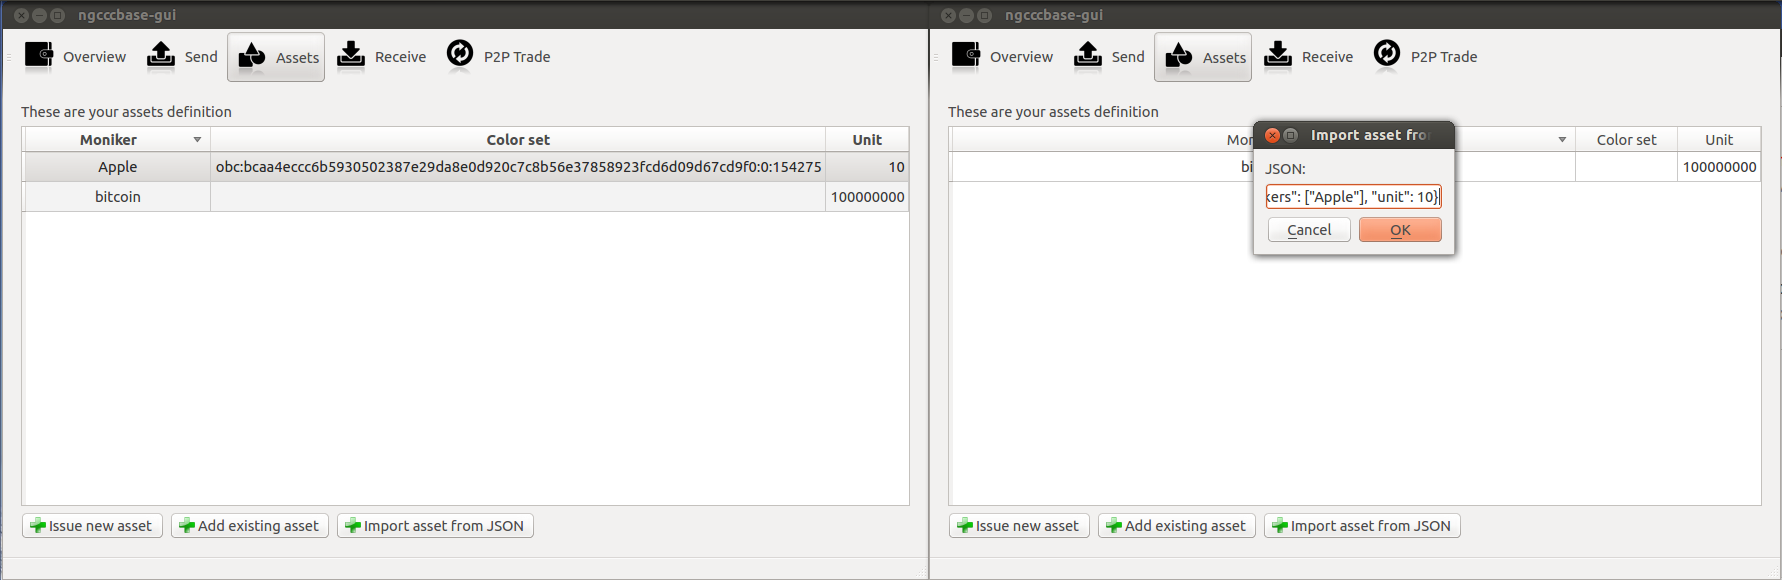 ngcccbase-gui
Overview Send Assets Receive P2P Trade
These are your assets definition
Moniker Color set Unit
Apple obc:bcaa4eccc6b5930502387e29da8e0d920c7c8b56e37858923fcd6d09d67cd9f0:0:154275 10
bitcoin 100000000
Issue new asset Add existing asset Import asset from JSON
ngcccbase-gui
Overview Send Assets Receive P2P Trade
These are your assets definition
Mor Color set Unit
bi 100000000
Import asset fro
JSON:
kers": ["Apple"], "unit": 10}
Cancel OK
Issue new asset Add existing asset Import asset from JSON